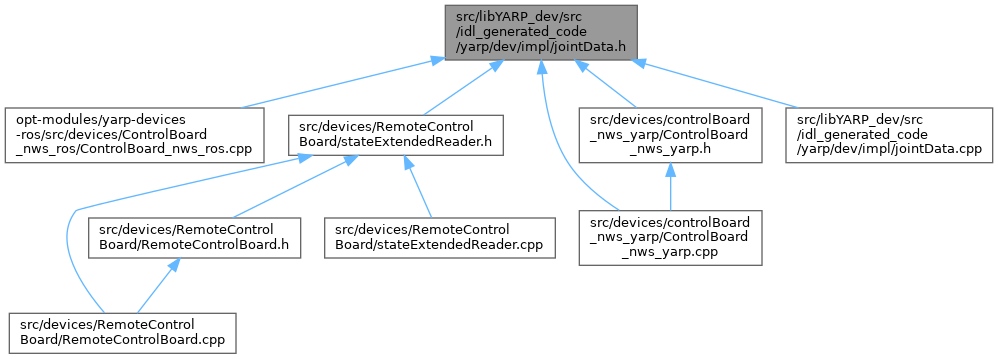 src/libYARP_dev/src
/idl_generated_code
/yarp/dev/impl/jointData.h
opt-modules/yarp-devices
-ros/src/devices/ControlBoard
_nws_ros/ControlBoard_nws_ros.cpp
src/devices/RemoteControl
Board/stateExtendedReader.h
src/devices/controlBoard
_nws_yarp/ControlBoard
_nws_yarp.h
src/libYARP_dev/src
/idl_generated_code
/yarp/dev/impl/jointData.cpp
src/devices/RemoteControl
Board/RemoteControlBoard.h
src/devices/RemoteControl
Board/stateExtendedReader.cpp
src/devices/controlBoard
_nws_yarp/ControlBoard
_nws_yarp.cpp
src/devices/RemoteControl
Board/RemoteControlBoard.cpp